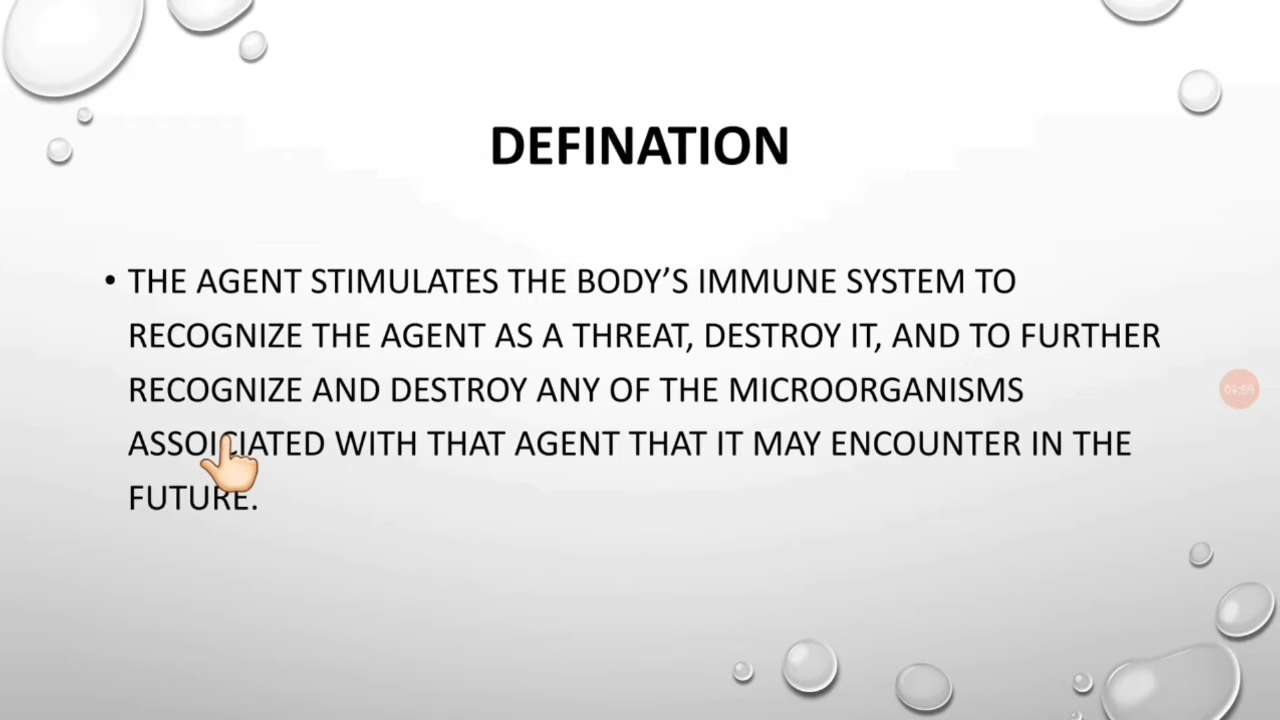 DEFINATION
• THE AGENT STIMULATES THE BODY’S IMMUNE SYSTEM TO
RECOGNIZE THE AGENT AS A THREAT, DESTROY IT, AND TO FURTHER
RECOGNIZE AND DESTROY ANY OF THE MICROORGANISMS
ASSOICIATED WITH THAT AGENT THAT IT MAY ENCOUNTER IN THE
FUTURE.